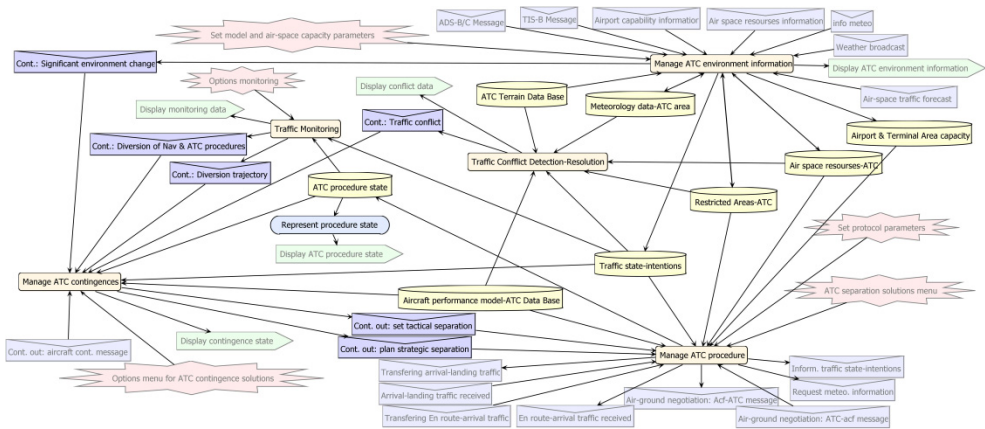 ADS-B/C Message
TIS-B Message
Airport capability information
Air space resourses information
info meteo
Set model and air-space capacity parameters
Weather broadcast
Cont.: Significant environment change
Manage ATC environment information
Display ATC environment information
Options monitoring
Display conflict data
ATC Terrain Data Base
Meteorology data-ATC area
Air-space traffic forecast
Display monitoring data
Traffic Monitoring
Cont.: Traffic conflict
Airport & Terminal Area capacity
Cont.: Diversion of Nav & ATC procedures
Traffic Confflict Detection-Resolution
Air space resourses-ATC
Cont.: Diversion trajectory
ATC procedure state
Restricted Areas-ATC
Represent procedure state
Set protocol parameters
Display ATC procedure state
Traffic state-intentions
Manage ATC contingences
ATC separation solutions menu
Aircraft performance model-ATC Data Base
Cont. out: set tactical separation
Display contingence state
Cont. out: plan strategic separation
Cont. out: aircraft cont. message
Manage ATC procedure
Options menu for ATC contingence solutions
Transfering arrival-landing traffic
Inform. traffic state-intentions
Arrival-landing traffic received
Request meteo. information
Air-ground negotiation: Acf-ATC message
Transfering En route-arrival traffic
En route-arrival traffic received
Air-ground negotiation: ATC-acf message